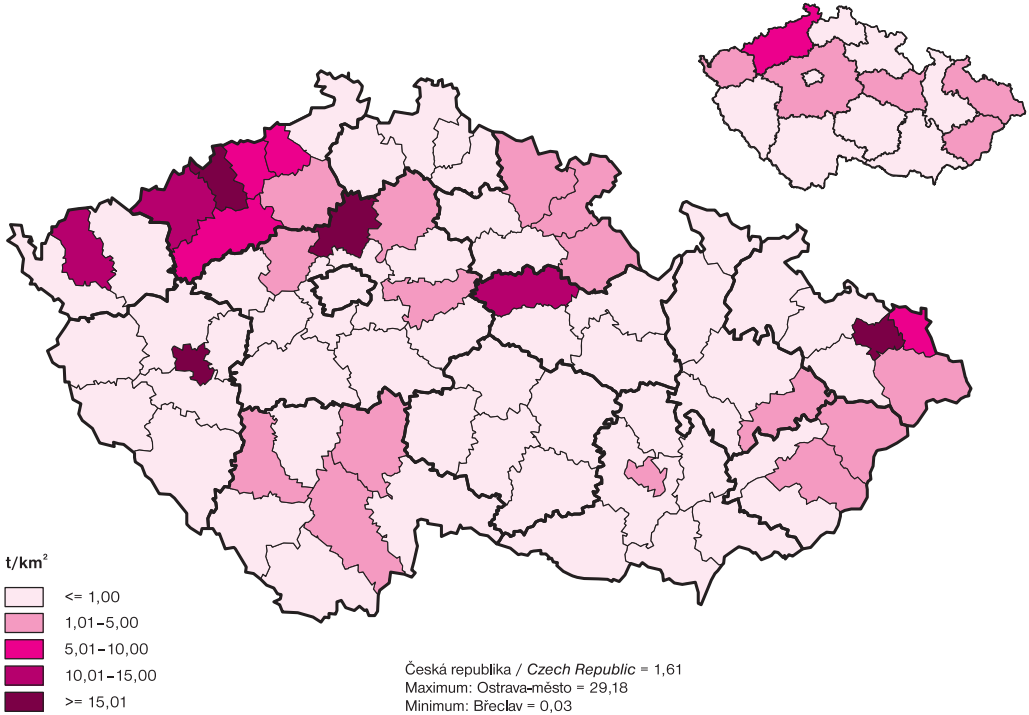 t/km²
<= 1,00
1,01–5,00
5,01–10,00
10,01–15,00
>= 15,01
Česká republika / Czech Republic = 1,61
Maximum: Ostrava-město = 29,18
Minimum: Břeclav = 0,03